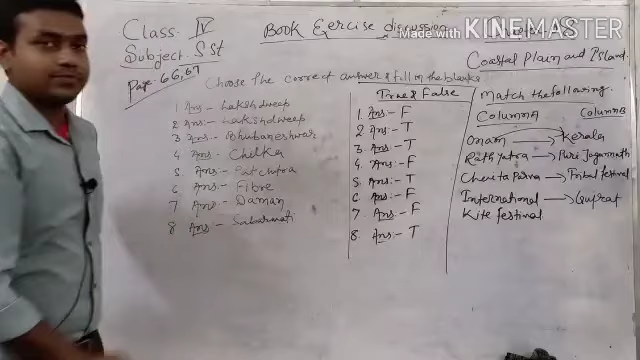 Class. IV
Subject. S.St
Page-66,67
Book Exercise discussion
Made with KINEMASTER
Coastal Plain and Island
Choose the correct answer & fill in the blanks
1 Ans:- Lakshdweep
2 Ans:- Lakshdweep
3 Ans:- Bhubaneshwar
4 Ans:- Chelka
5 Ans:-
6 Ans:- Fibre
7 Ans:- Daman
8 Ans:- Sabarmati
True & False
1. Ans:- F
2 Ans:- T
3 Ans:- T
4. Ans:- F
5. Ans:- T
6 Ans:- F
7. Ans:- F
8. Ans:- T
Match the following.
Column A Column B
Onam → Kerala
Rath yatra → Puri Jagannath
Parva → Tribal festival
International → Gujrat
Kite festival